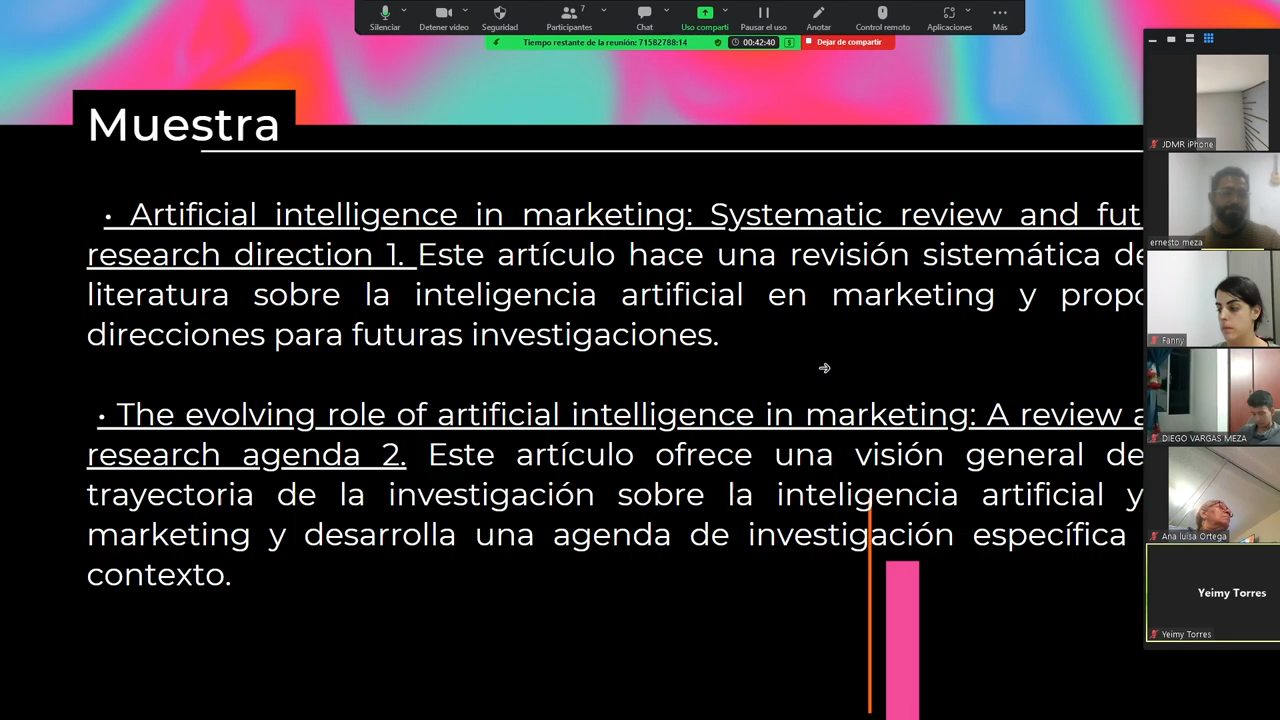 Silenciar
Detener video
Seguridad
Participantes
7
Chat
Uso comparti
Pausar el uso
Anotar
Control remoto
Aplicaciones
Más
Tiempo restante de la reunión: 71582788:14
00:42:40
Dejar de compartir
Muestra
• Artificial intelligence in marketing: Systematic review and fut
research direction 1. Este artículo hace una revisión sistemática de
literatura sobre la inteligencia artificial en marketing y propo
direcciones para futuras investigaciones.
• The evolving role of artificial intelligence in marketing: A review a
research agenda 2. Este artículo ofrece una visión general de
trayectoria de la investigación sobre la inteligencia artificial y
marketing y desarrolla una agenda de investigación específica
contexto.
JDMR iPhone
ernesto meza
Fanny
DIEGO VARGAS MEZA
Ana luisa Ortega
Yeimy Torres
Yeimy Torres